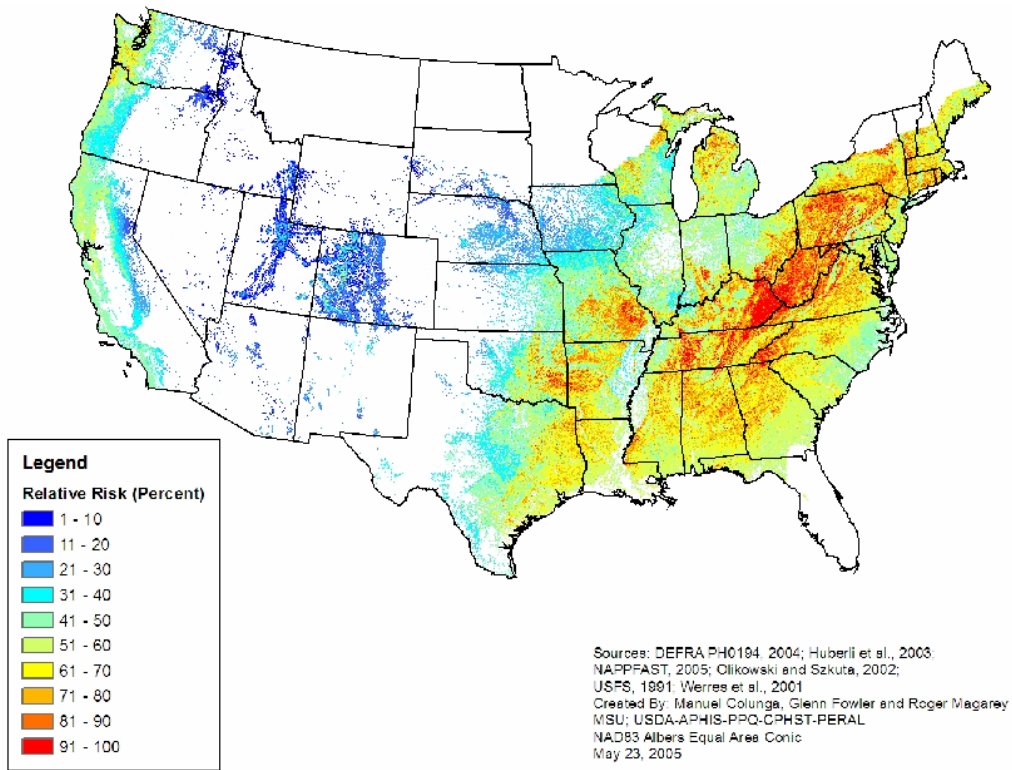 Legend
Relative Risk (Percent)
1 - 10
11 - 20
21 - 30
31 - 40
41 - 50
51 - 60
61 - 70
71 - 80
81 - 90
91 - 100
Sources: DEFRA PH0194, 2004; Huberli et al., 2003;
NAPPFAST, 2005; Olikowski and Szkuta, 2002;
USFS, 1991; Werres et al., 2001
Created By: Manuel Colunga, Glenn Fowler and Roger Magarey
MSU; USDA-APHIS-PPQ-CPHST-PERAL
NAD83 Albers Equal Area Conic
May 23, 2005